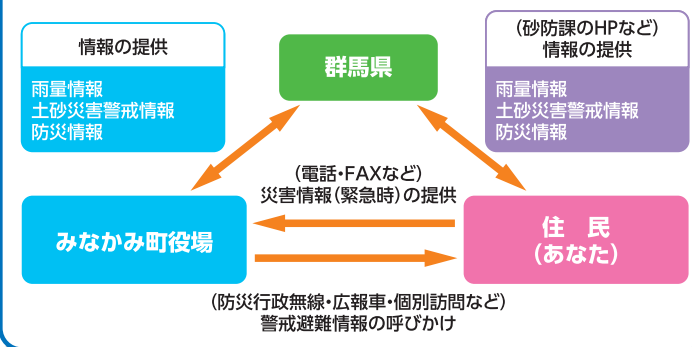 情報の提供
雨量情報
土砂災害警戒情報
防災情報
群馬県
(砂防課のHPなど)
情報の提供
雨量情報
土砂災害警戒情報
防災情報
(電話・FAXなど)
災害情報(緊急時)の提供
みなかみ町役場
住　民
(あなた)
(防災行政無線・広報車・個別訪問など)
警戒避難情報の呼びかけ